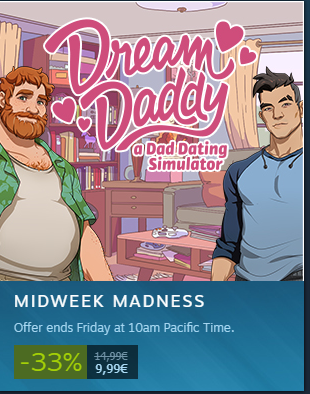 Dream
Daddy
a Dad Dating
Simulator
MIDWEEK MADNESS
Offer ends Friday at 10am Pacific Time.
-33%
14,99€
9,99€